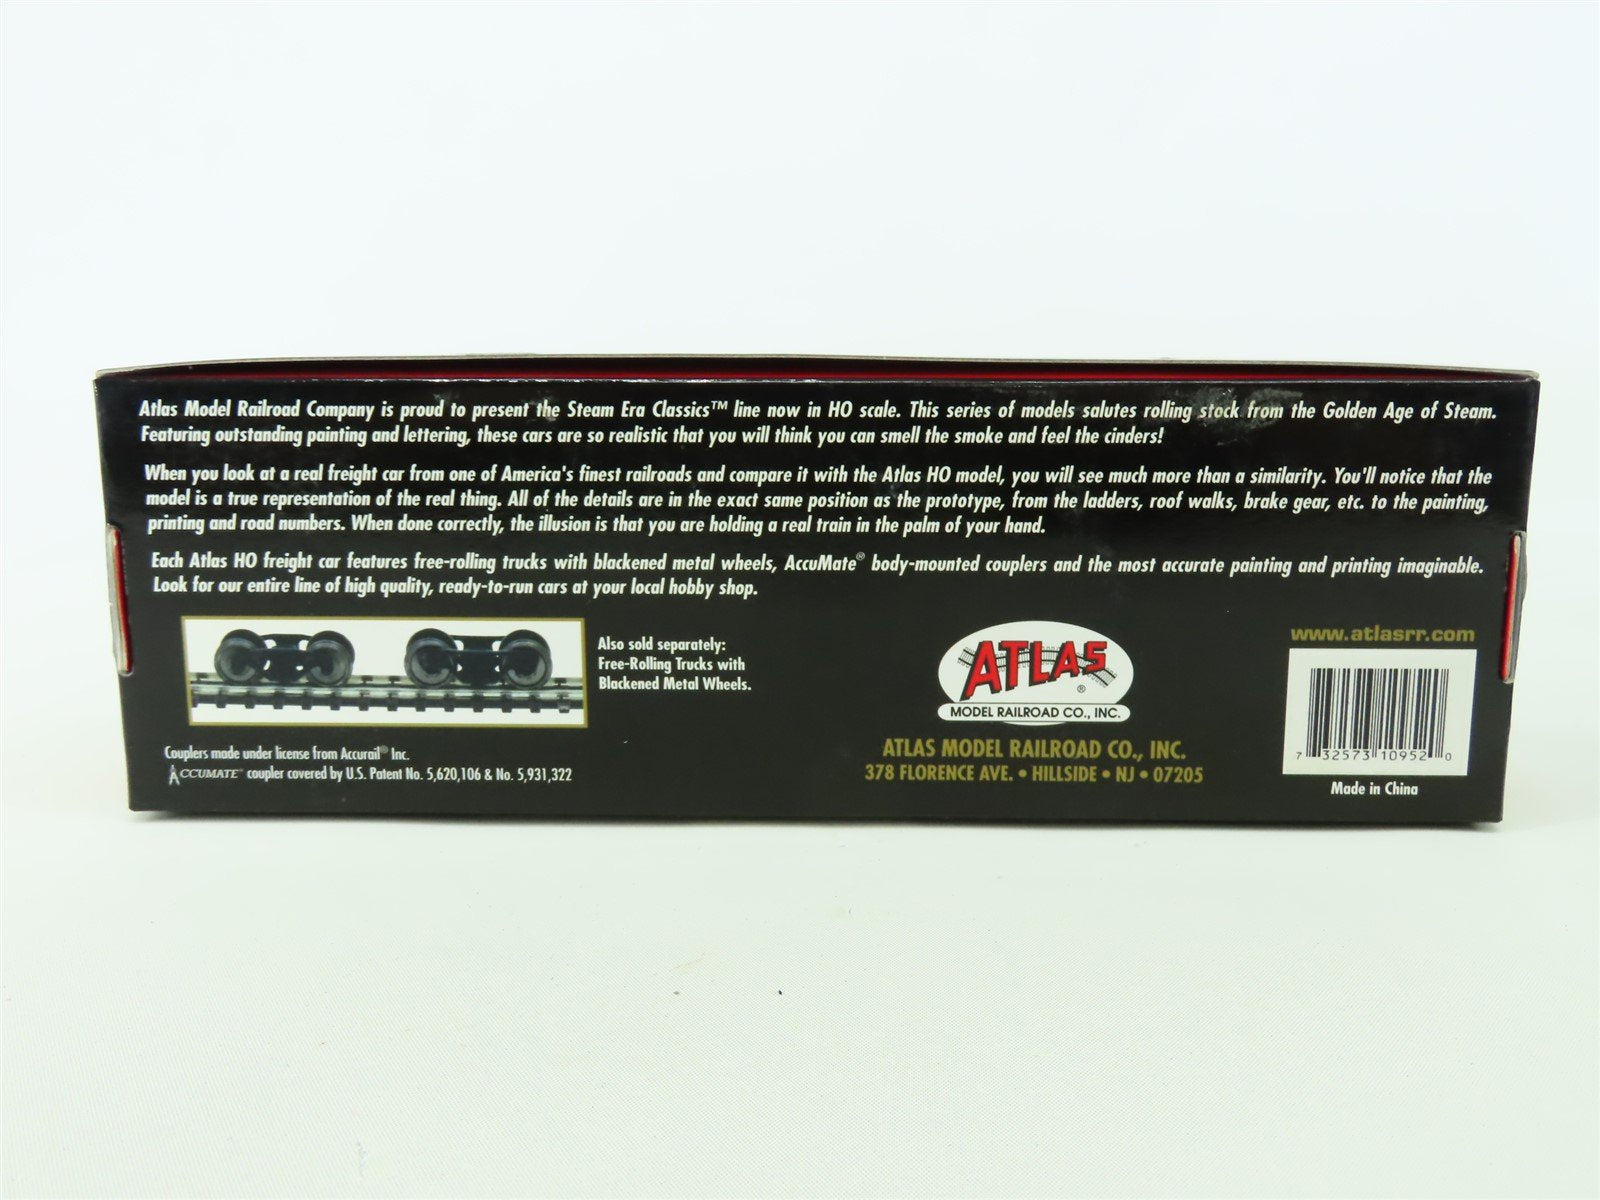 Atlas Model Railroad Company is proud to present the Steam Era Classics™ line now in HO scale. This series of models salutes rolling stock from the Golden Age of Steam.
Featuring outstanding painting and lettering, these cars are so realistic that you will think you can smell the smoke and feel the cinders!
When you look at a real freight car from one of America's finest railroads and compare it with the Atlas HO model, you will see much more than a similarity. You'll notice that the
model is a true representation of the real thing. All of the details are in the exact same position as the prototype, from the ladders, roof walks, brake gear, etc. to the painting,
printing and road numbers. When done correctly, the illusion is that you are holding a real train in the palm of your hand.
Each Atlas HO freight car features free-rolling trucks with blackened metal wheels, AccuMate® body-mounted couplers and the most accurate painting and printing imaginable.
Look for our entire line of high quality, ready-to-run cars at your local hobby shop.
Also sold separately:
Free-Rolling Trucks with
Blackened Metal Wheels.
Couplers made under license from Accurail® Inc.
ACCUMATE™ coupler covered by U.S. Patent No. 5,620,106 & No. 5,931,322
ATLAS®
MODEL RAILROAD CO., INC.
ATLAS MODEL RAILROAD CO., INC.
378 FLORENCE AVE. • HILLSIDE • NJ • 07205
www.atlasrr.com
7 32573 10952 0
Made in China